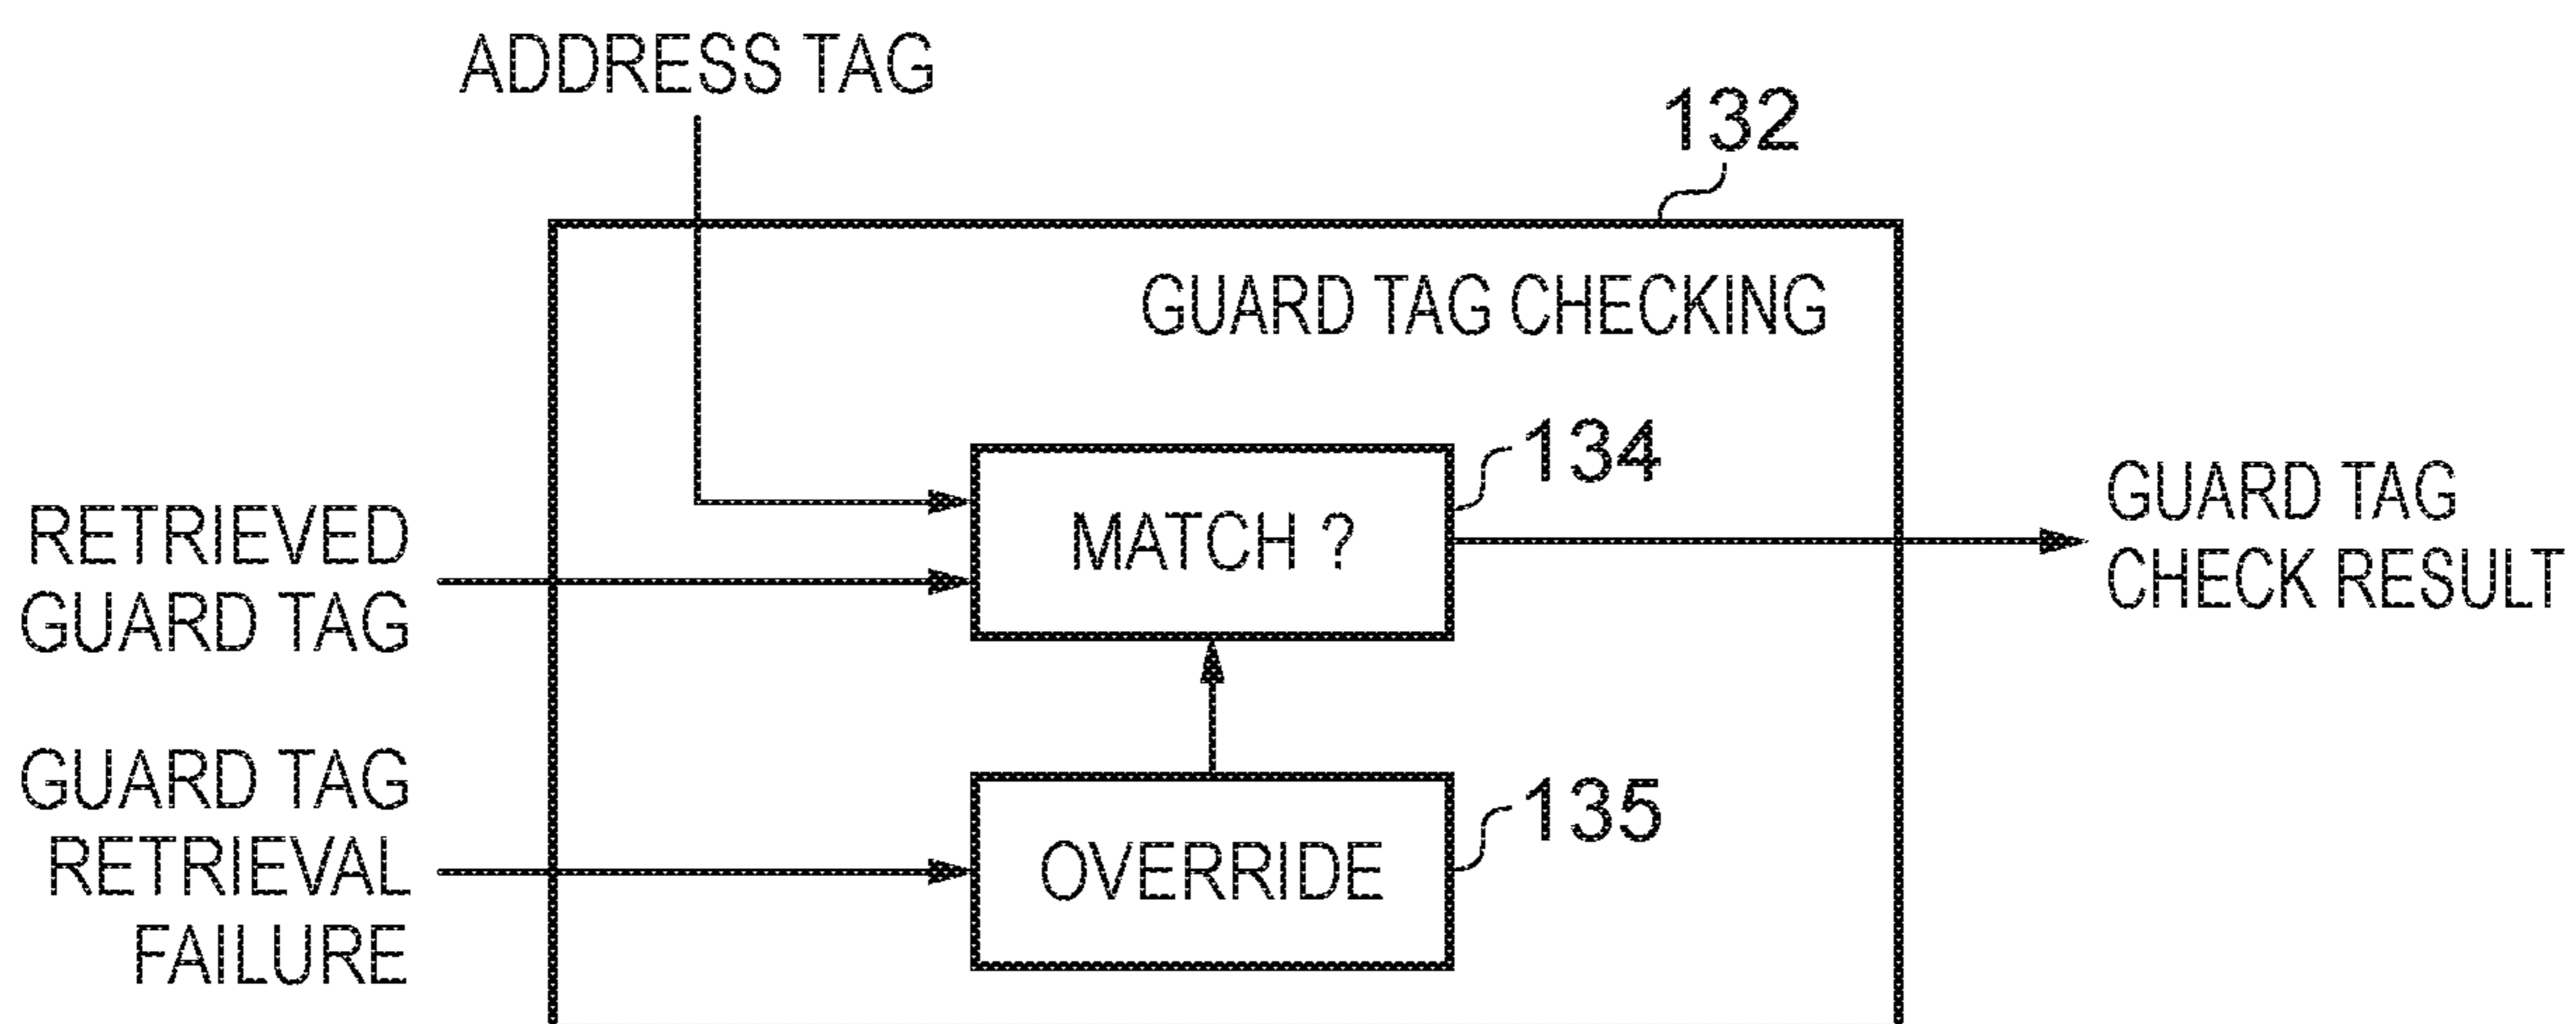 ADDRESS TAG
132
GUARD TAG CHECKING
134
MATCH ?
RETRIEVED
GUARD TAG
GUARD TAG
CHECK RESULT
GUARD TAG
RETRIEVAL
FAILURE
135
OVERRIDE